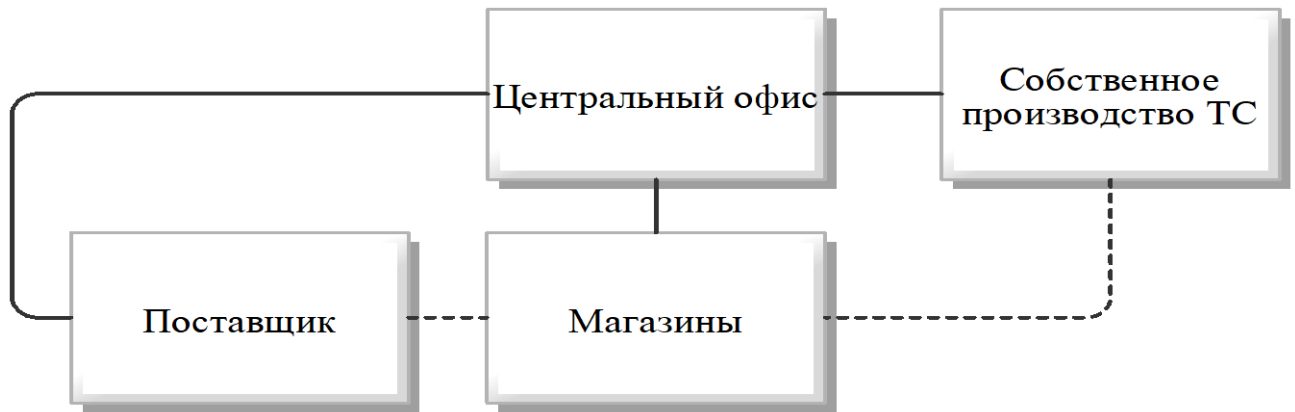 Центральный офис
Собственное
производство ТС
Поставщик
Магазины